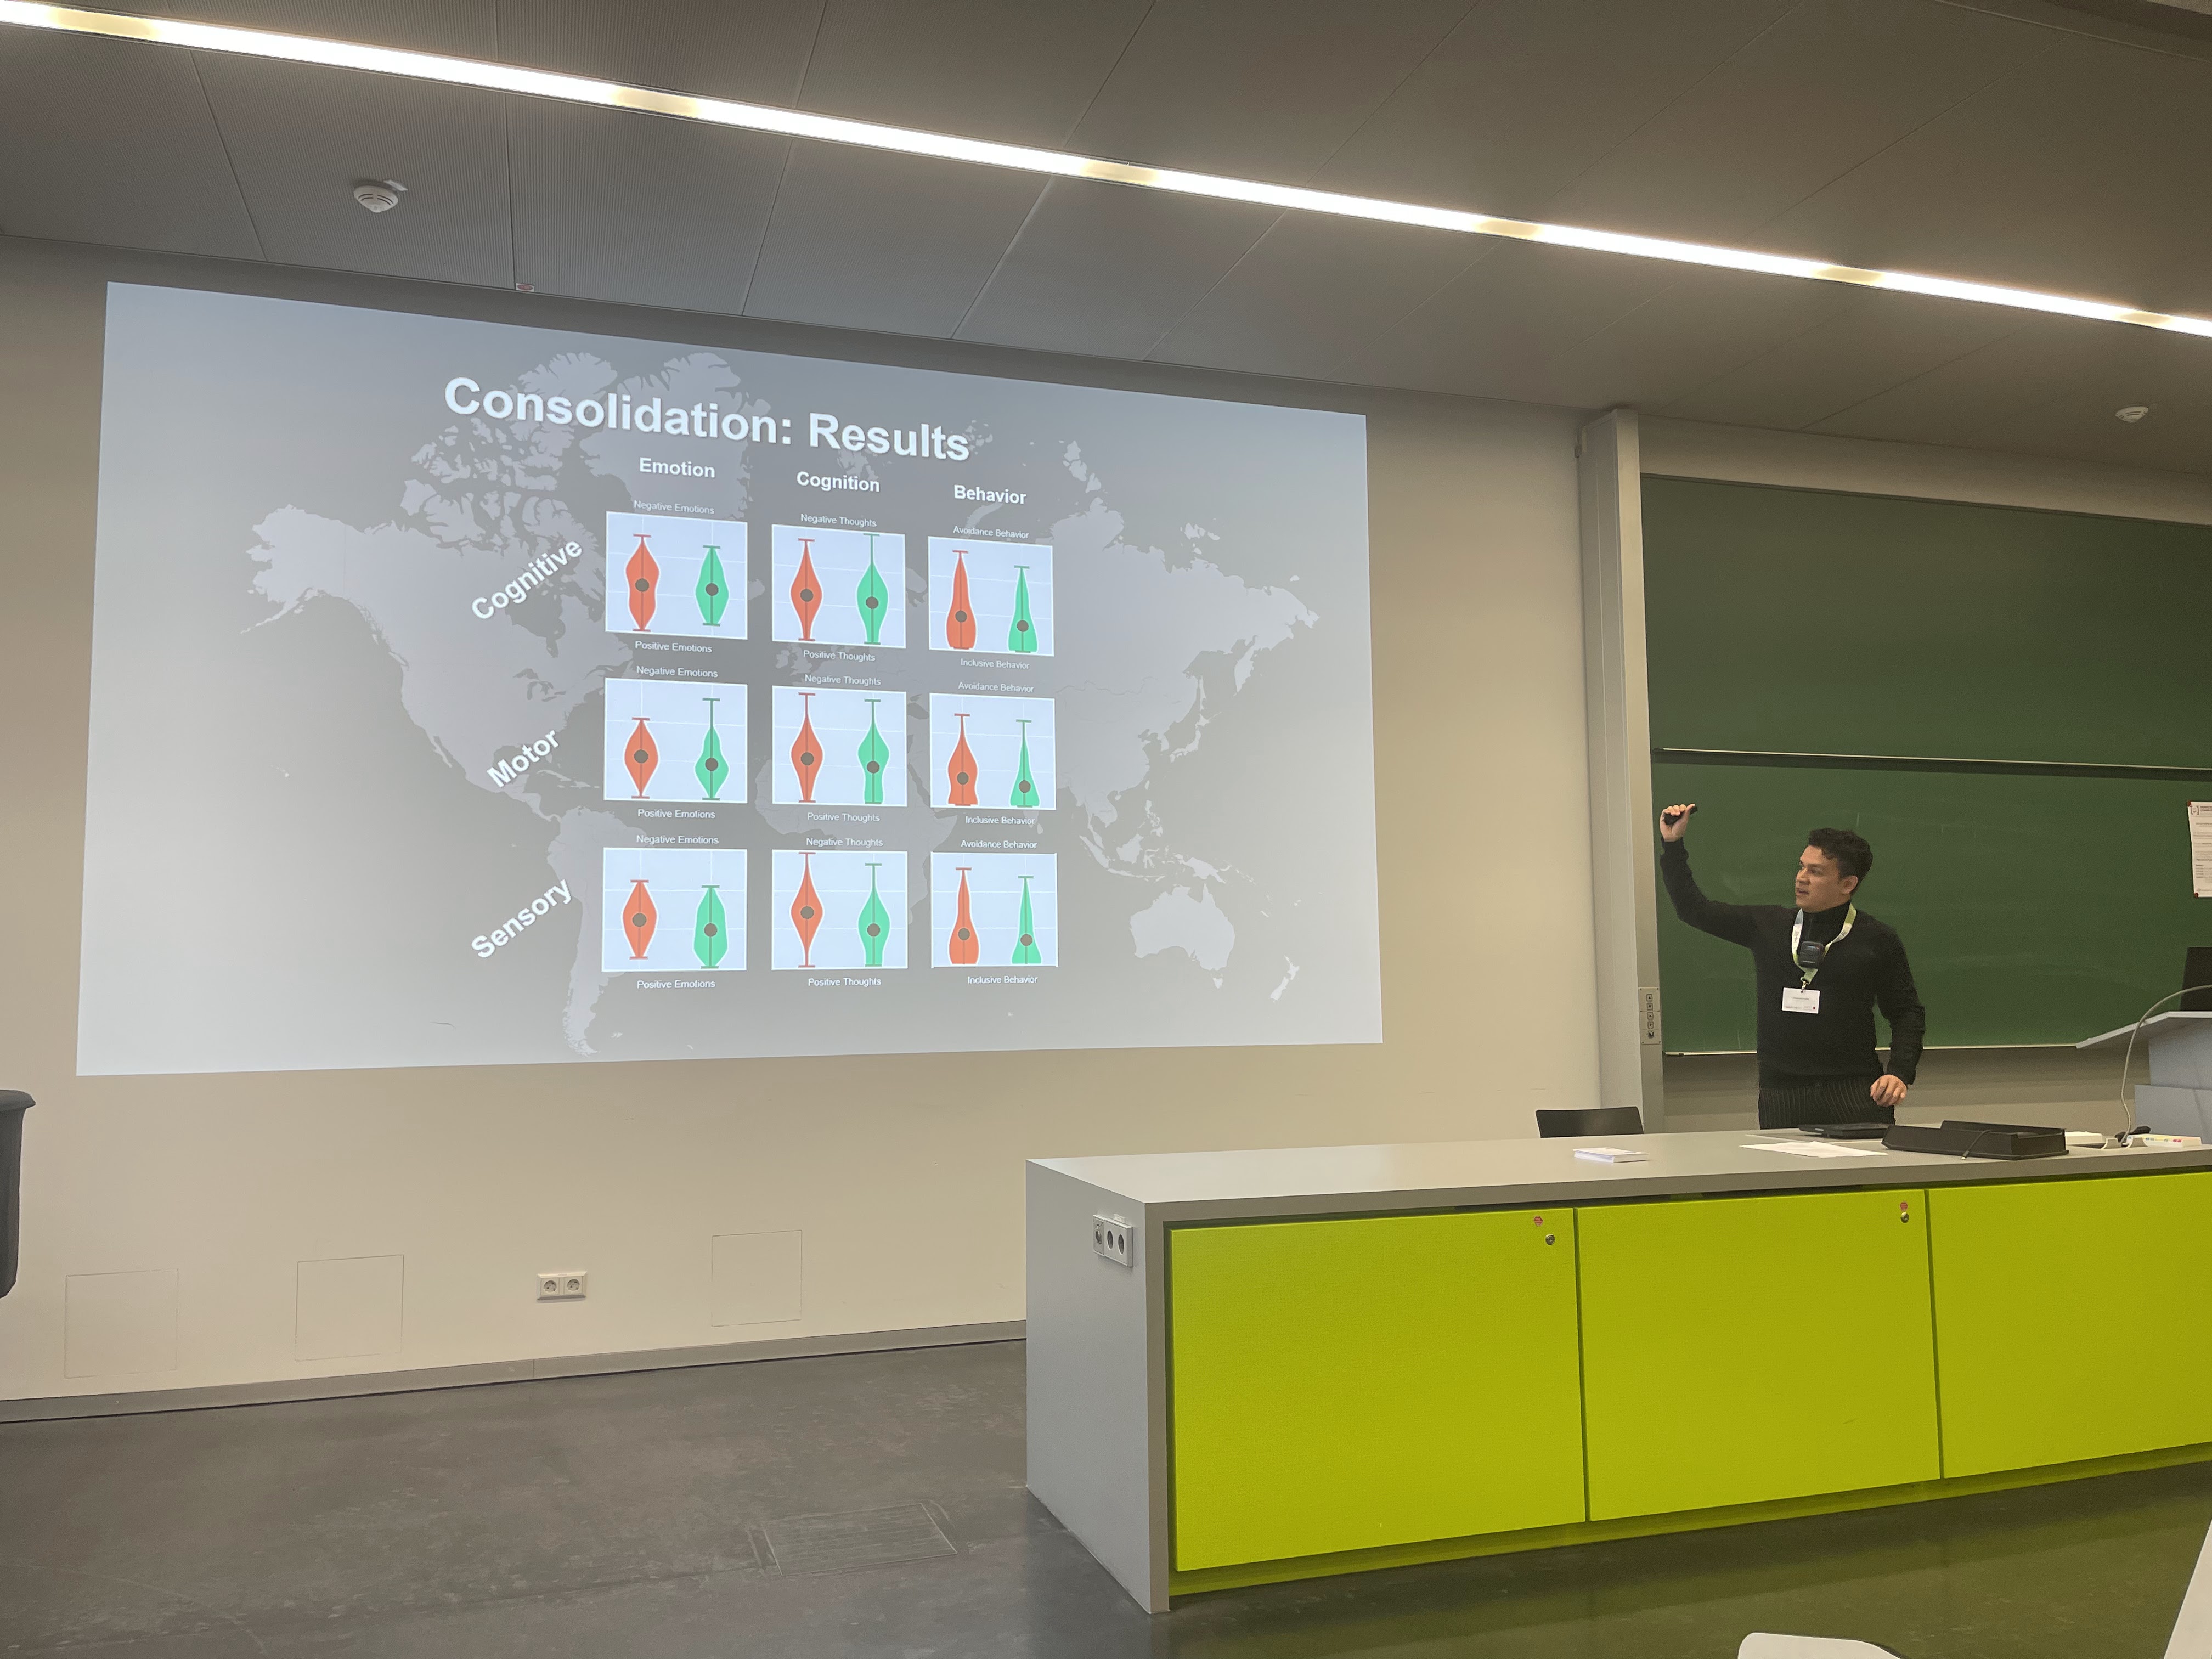 Consolidation: Results
Emotion
Cognition
Behavior
Cognitive
Negative Emotions
Negative Thoughts
Avoidance Behavior
Positive Emotions
Positive Thoughts
Inclusive Behavior
Motor
Negative Emotions
Negative Thoughts
Avoidance Behavior
Positive Emotions
Positive Thoughts
Inclusive Behavior
Sensory
Negative Emotions
Negative Thoughts
Avoidance Behavior
Positive Emotions
Positive Thoughts
Inclusive Behavior